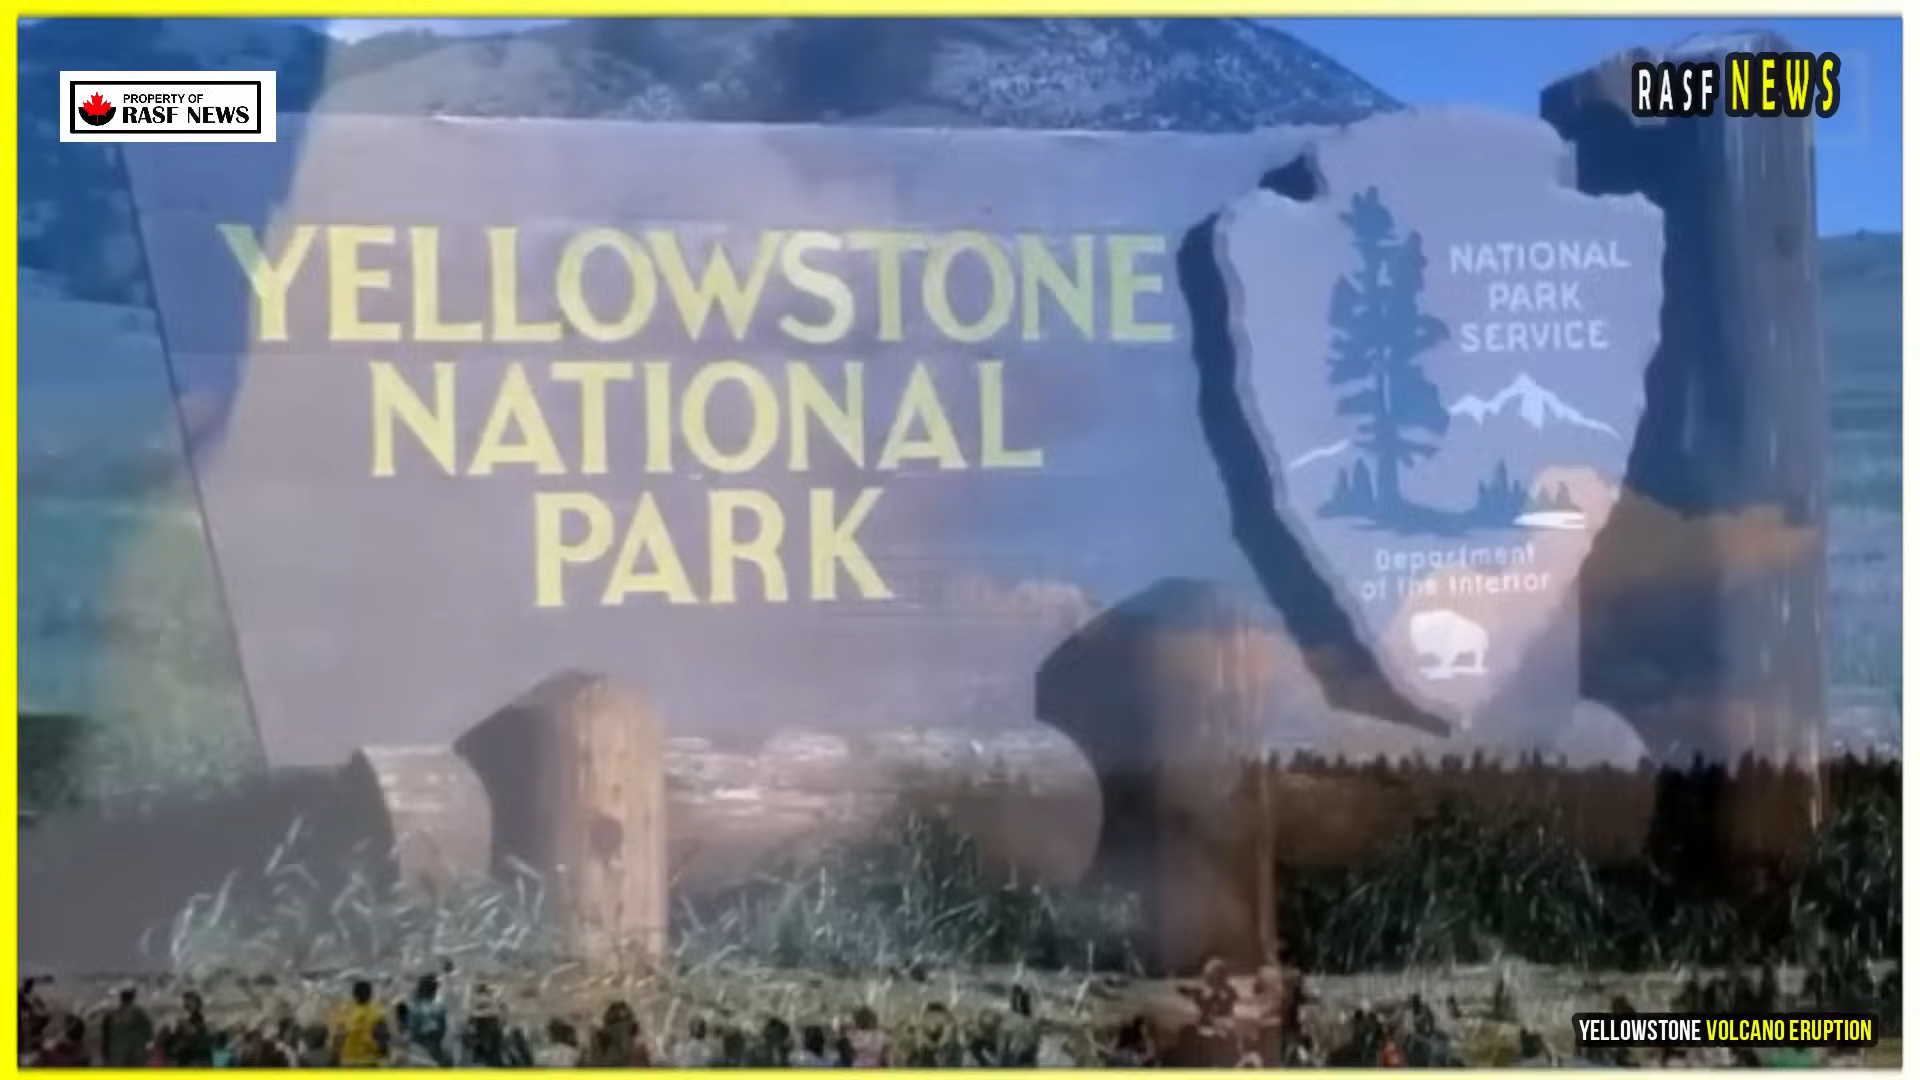 PROPERTY OF
RASF NEWS
RASF NEWS
YELLOWSTONE
NATIONAL
PARK
NATIONAL
PARK
SERVICE
Department
of the Interior
YELLOWSTONE VOLCANO ERUPTION